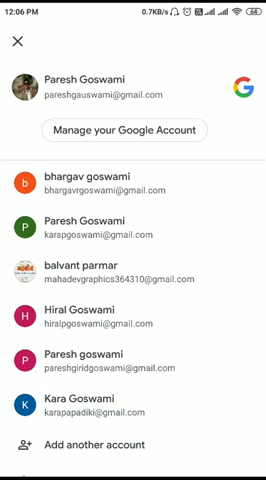 12:06 PM 0.7KB/s 64
Paresh Goswami
pareshgauswami@gmail.com
Manage your Google Account
b bhargav goswami
bhargavrgoswami@gmail.com
P Paresh Goswami
karapgoswami@gmail.com
balvant parmar
mahadevgraphics364310@gmail.com
H Hiral Goswami
hiralpgoswami@gmail.com
P Paresh goswami
pareshgiridgoswami@gmail.com
K Kara Goswami
karapapadiki@gmail.com
Add another account